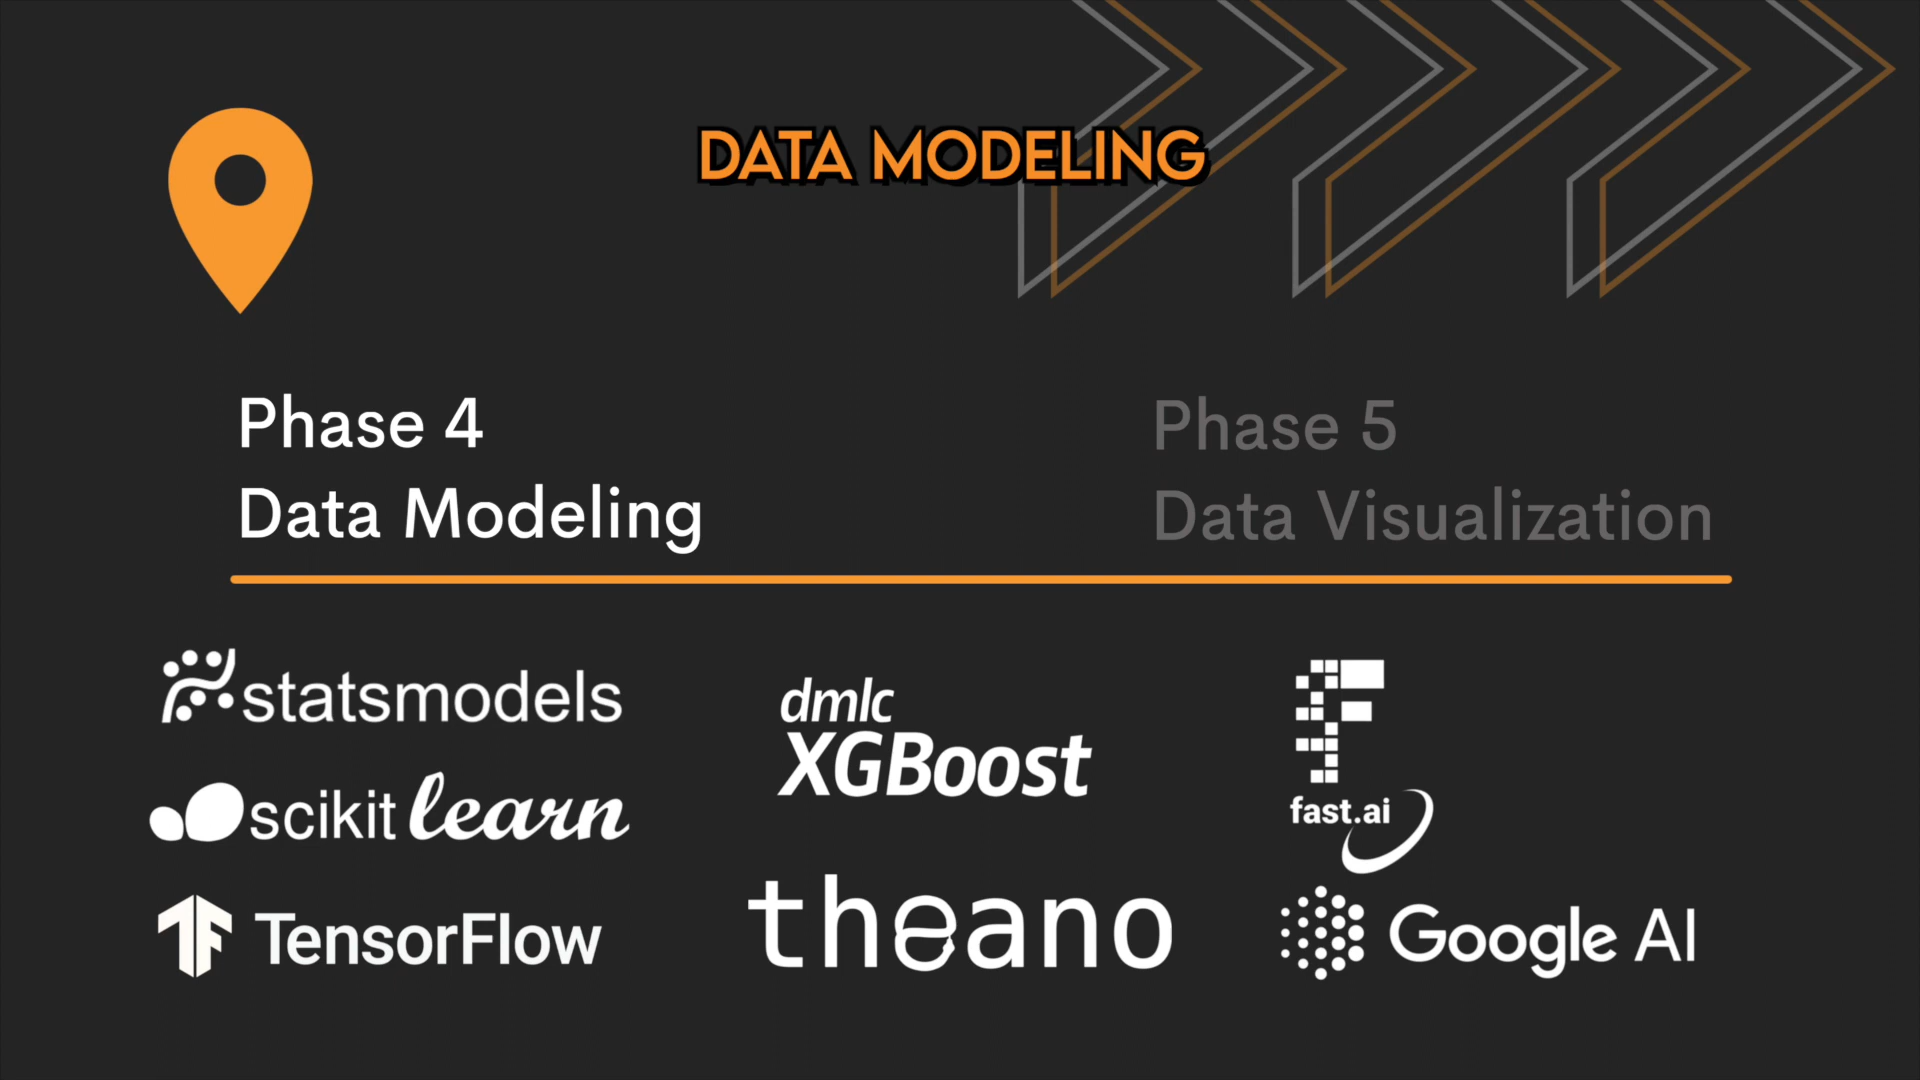 DATA MODELING
Phase 4
Data Modeling
Phase 5
Data Visualization
statsmodels
scikit learn
TensorFlow
dmlc
XGBoost
theano
fast.ai
Google AI